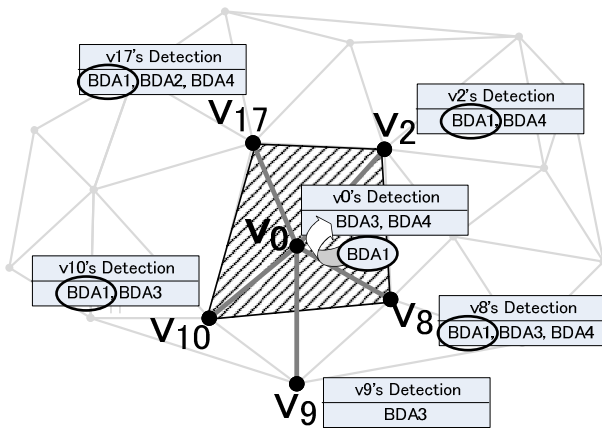 v17's Detection
BDA1, BDA2, BDA4
v2's Detection
BDA1, BDA4
V17
V2
v0's Detection
BDA3, BDA4
V0
BDA1
v10's Detection
BDA1, BDA3
v8's Detection
BDA1, BDA3, BDA4
V8
V10
v9's Detection
BDA3
V9